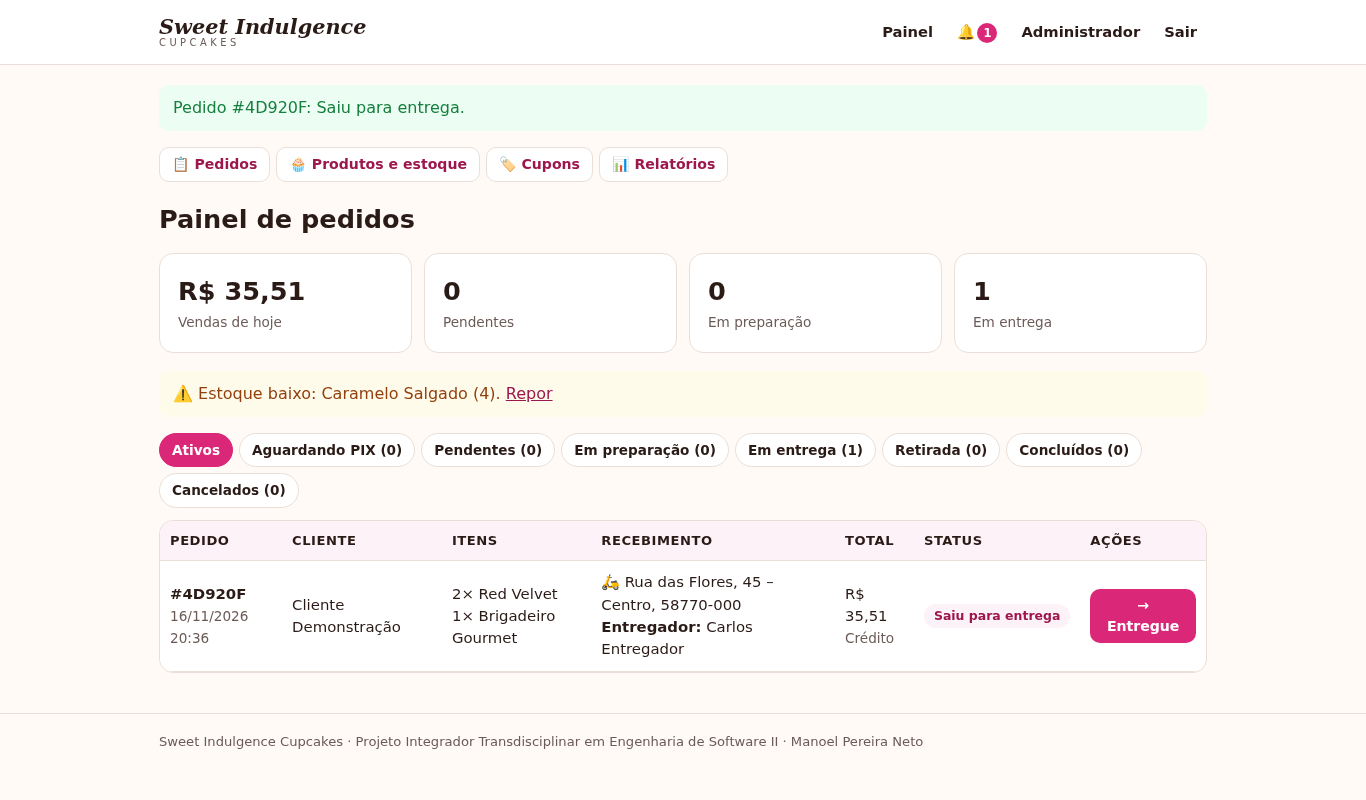 Sweet Indulgence
CUPCAKES
Painel 🔔 1 Administrador Sair
Pedido #4D920F: Saiu para entrega.
📋 Pedidos 🧁 Produtos e estoque 🏷️ Cupons 📊 Relatórios
Painel de pedidos
R$ 35,51 0 0 1
Vendas de hoje Pendentes Em preparação Em entrega
⚠️ Estoque baixo: Caramelo Salgado (4). Repor
Ativos Aguardando PIX (0) Pendentes (0) Em preparação (0) Em entrega (1) Retirada (0) Concluídos (0)
Cancelados (0)
PEDIDO CLIENTE ITENS RECEBIMENTO TOTAL STATUS AÇÕES
#4D920F
16/11/2026
20:36
Cliente
Demonstração
2× Red Velvet
1× Brigadeiro
Gourmet
🛵 Rua das Flores, 45 –
Centro, 58770-000
Entregador: Carlos
Entregador
R$
35,51
Crédito
Saiu para entrega
→
Entregue
Sweet Indulgence Cupcakes · Projeto Integrador Transdisciplinar em Engenharia de Software II · Manoel Pereira Neto